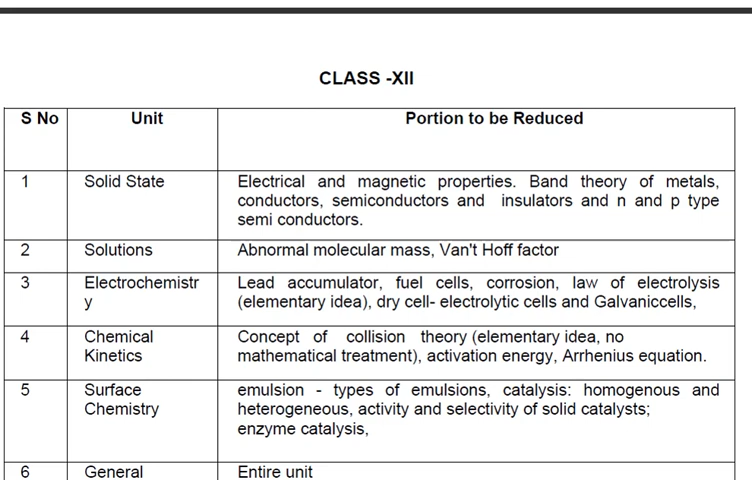 CLASS -XII
S No Unit Portion to be Reduced
1 Solid State Electrical and magnetic properties. Band theory of metals,
conductors, semiconductors and insulators and n and p type
semi conductors.
2 Solutions Abnormal molecular mass, Van't Hoff factor
3 Electrochemistr Lead accumulator, fuel cells, corrosion, law of electrolysis
y (elementary idea), dry cell- electrolytic cells and Galvaniccells,
4 Chemical Concept of collision theory (elementary idea, no
Kinetics mathematical treatment), activation energy, Arrhenius equation.
5 Surface emulsion - types of emulsions, catalysis: homogenous and
Chemistry heterogeneous, activity and selectivity of solid catalysts;
enzyme catalysis,
6 General Entire unit